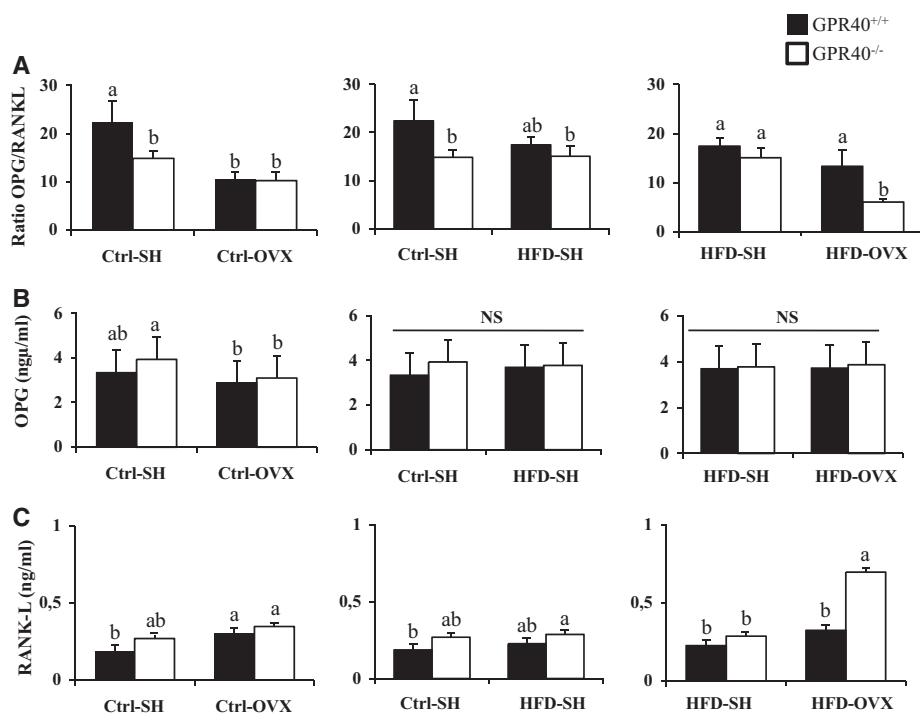 GPR40+/+
GPR40-/-
A
Ratio OPG/RANKL
30
20
10
0
a
b
b
b
Ctrl-SH
Ctrl-OVX
30
20
10
0
a
b
ab
b
Ctrl-SH
HFD-SH
30
20
10
0
a
a
a
b
HFD-SH
HFD-OVX
B
OPG (ngμ/ml)
6
4
2
0
ab
a
b
b
Ctrl-SH
Ctrl-OVX
6
4
2
0
NS
Ctrl-SH
HFD-SH
6
4
2
0
NS
HFD-SH
HFD-OVX
C
RANK-L (ng/ml)
1
0,5
0
b
ab
a
a
Ctrl-SH
Ctrl-OVX
1
0,5
0
b
ab
ab
a
Ctrl-SH
HFD-SH
1
0,5
0
b
b
b
a
HFD-SH
HFD-OVX